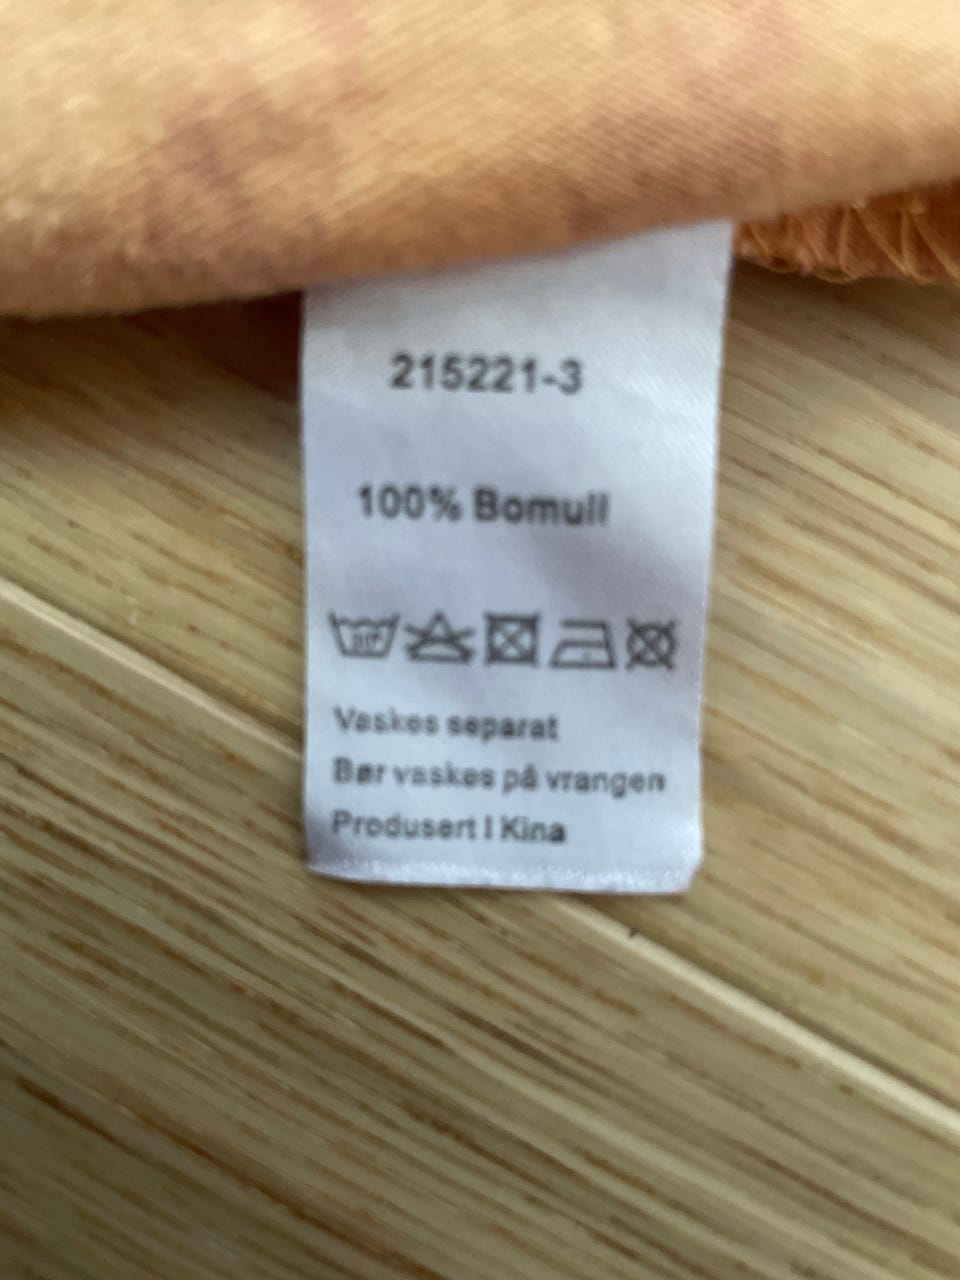 215221-3
100% Bomull
Vaskes separat
Bør vaskes på vrangen
Produsert I Kina